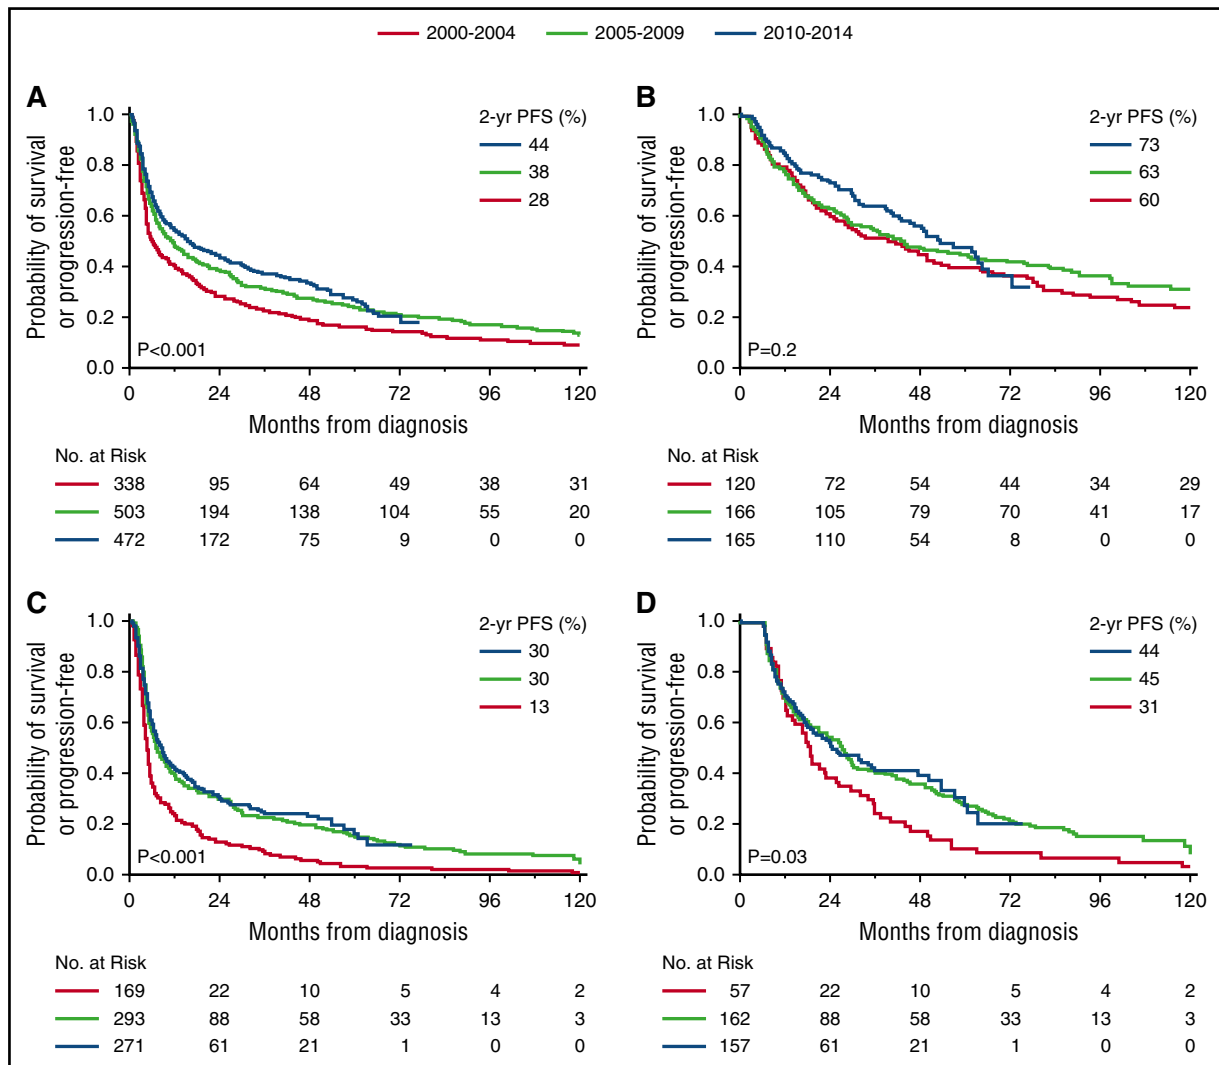 2000-2004 2005-2009 2010-2014
A
Probability of survival
or progression-free
1.0
0.8
0.6
0.4
0.2
0.0
2-yr PFS (%)
44
38
28
P<0.001
0 24 48 72 96 120
Months from diagnosis
No. at Risk
338 95 64 49 38 31
503 194 138 104 55 20
472 172 75 9 0 0
B
Probability of survival
or progression-free
1.0
0.8
0.6
0.4
0.2
0.0
2-yr PFS (%)
73
63
60
P=0.2
0 24 48 72 96 120
Months from diagnosis
No. at Risk
120 72 54 44 34 29
166 105 79 70 41 17
165 110 54 8 0 0
C
Probability of survival
or progression-free
1.0
0.8
0.6
0.4
0.2
0.0
2-yr PFS (%)
30
30
13
P<0.001
0 24 48 72 96 120
Months from diagnosis
No. at Risk
169 22 10 5 4 2
293 88 58 33 13 3
271 61 21 1 0 0
D
Probability of survival
or progression-free
1.0
0.8
0.6
0.4
0.2
0.0
2-yr PFS (%)
44
45
31
P=0.03
0 24 48 72 96 120
Months from diagnosis
No. at Risk
57 22 10 5 4 2
162 88 58 33 13 3
157 61 21 1 0 0